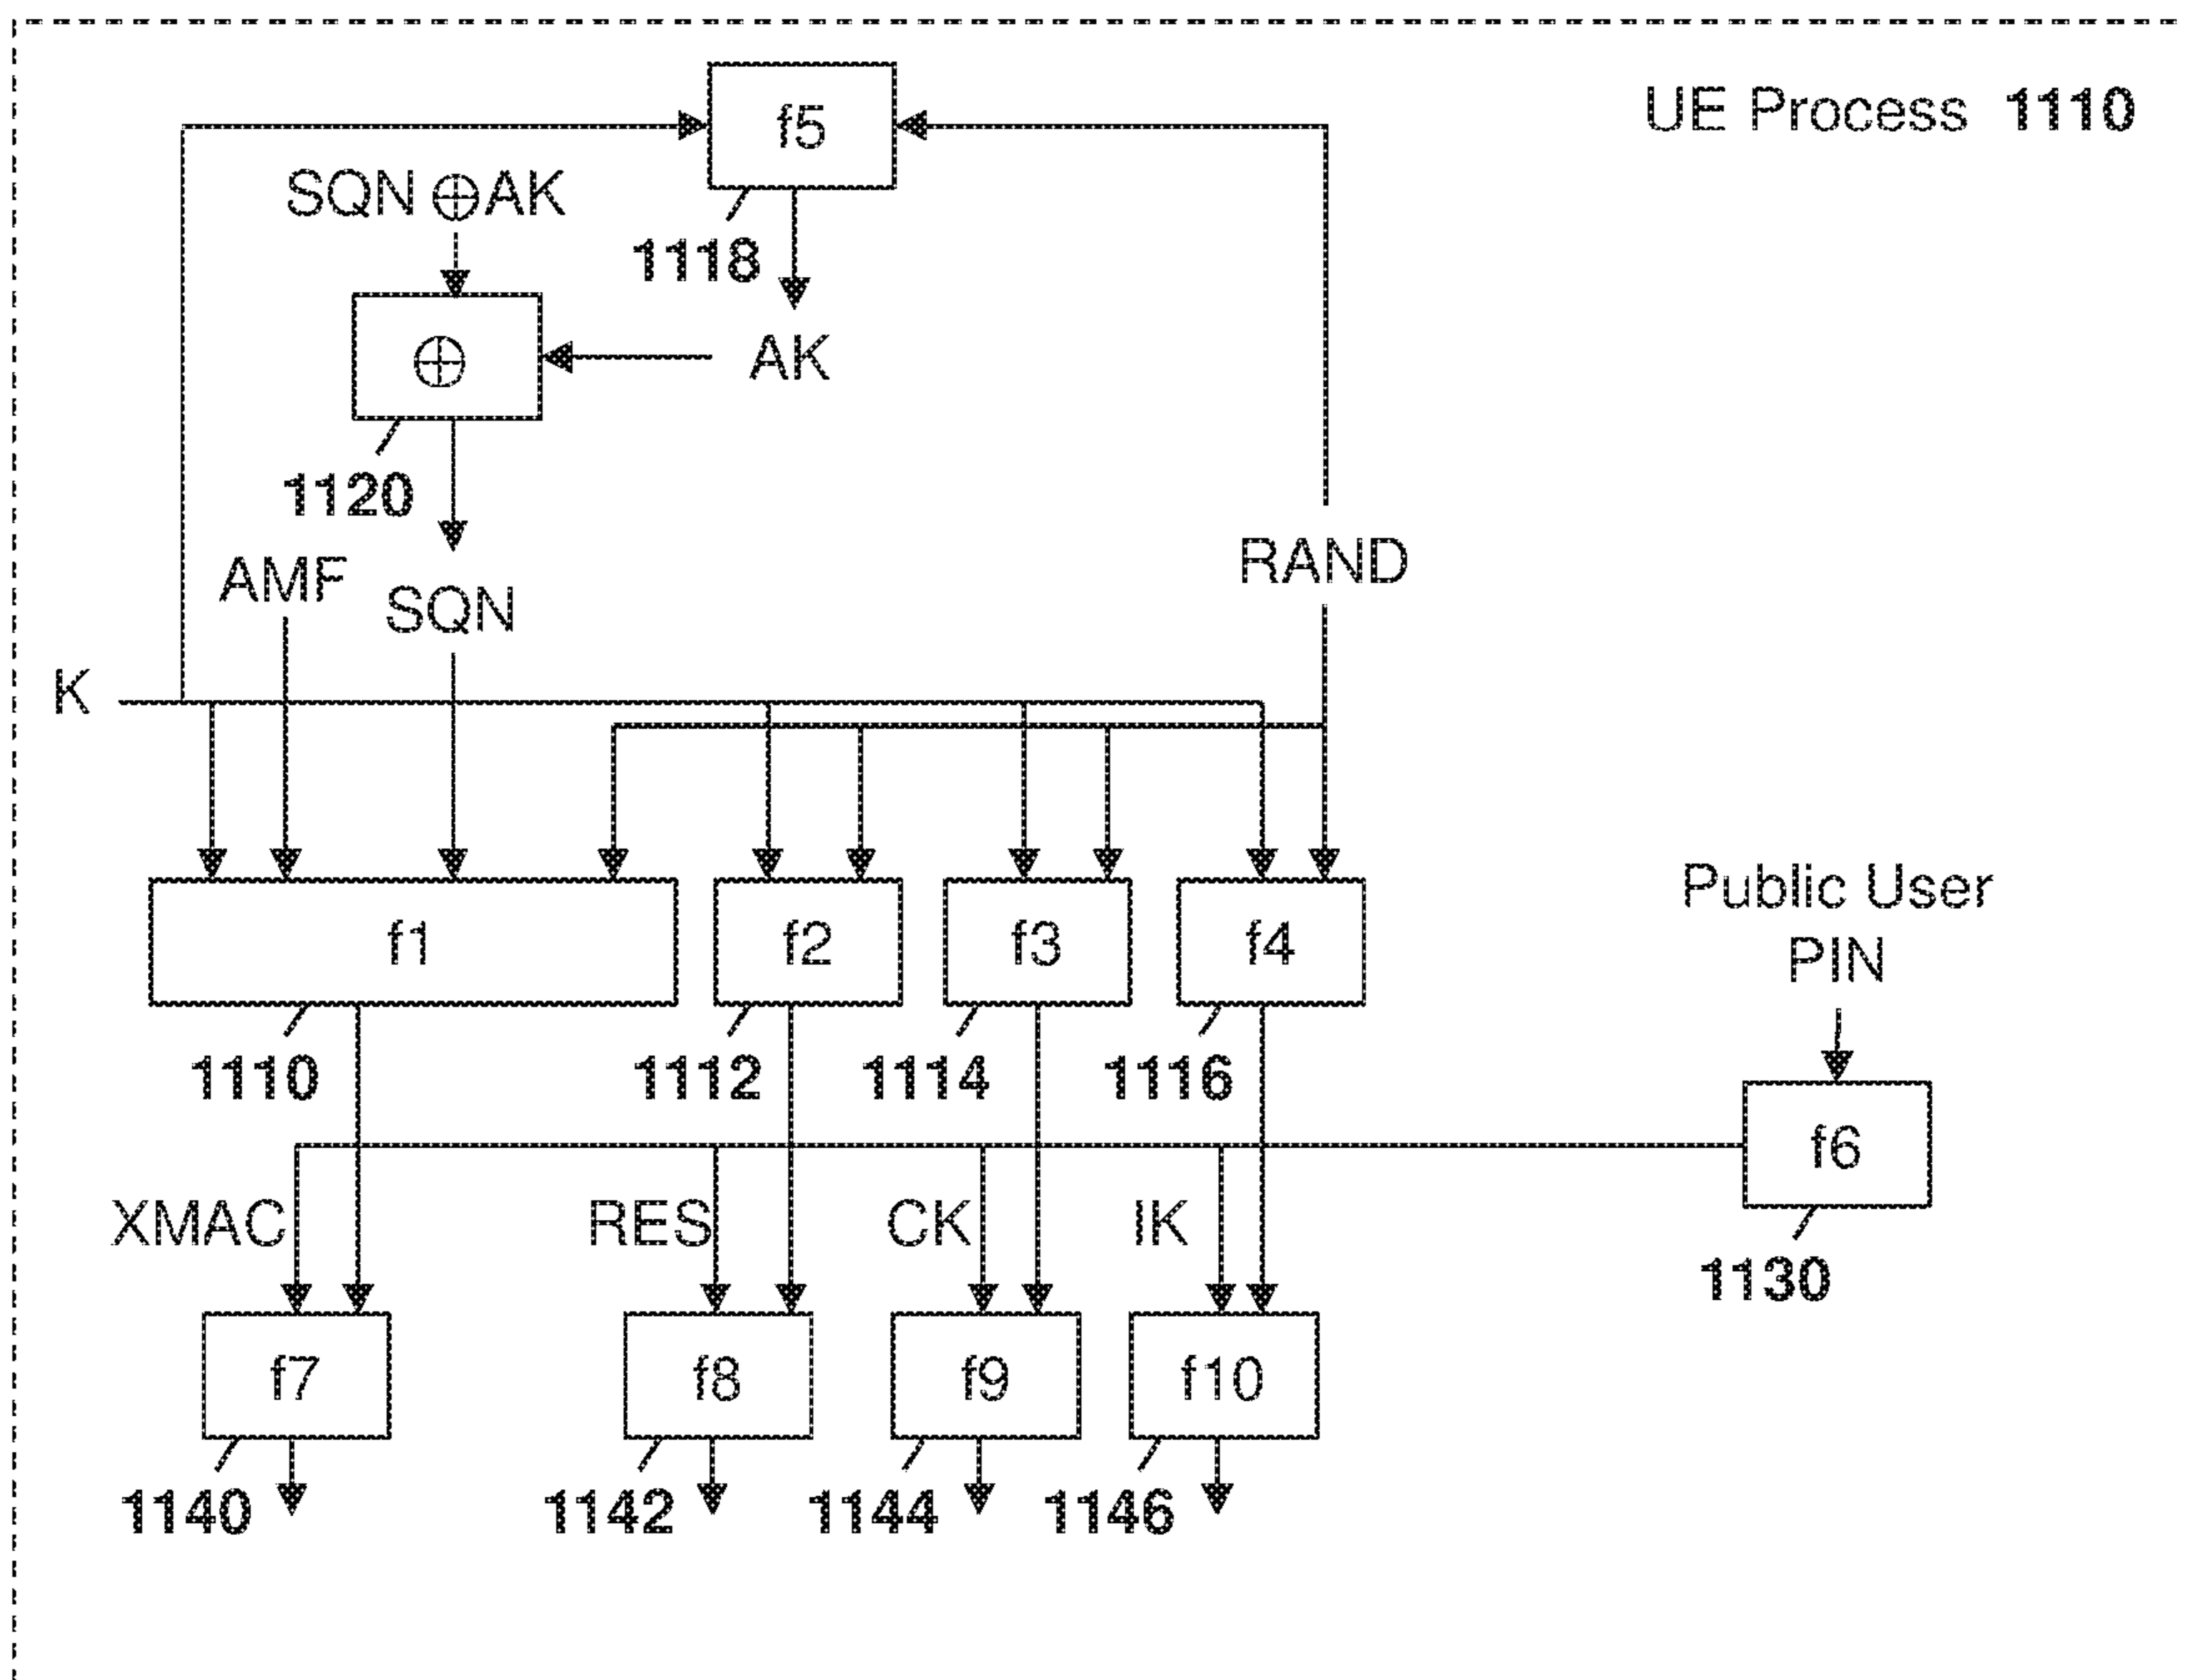 UE Process 1110
f5
SQN ⊕AK
1118
⊕
AK
1120
AMF
SQN
RAND
K
f1
f2
f3
f4
Public User
PIN
1110
1112
1114
1116
f6
XMAC
RES
CK
IK
1130
f7
f8
f9
f10
1140
1142
1144
1146